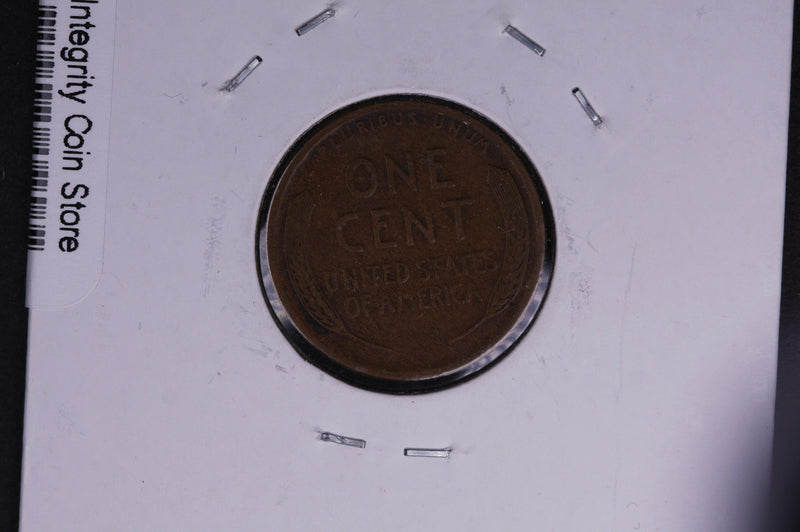 Integrity Coin Store
PLURIBUS UNUM
ONE
CENT
UNITED STATES
OF AMERICA